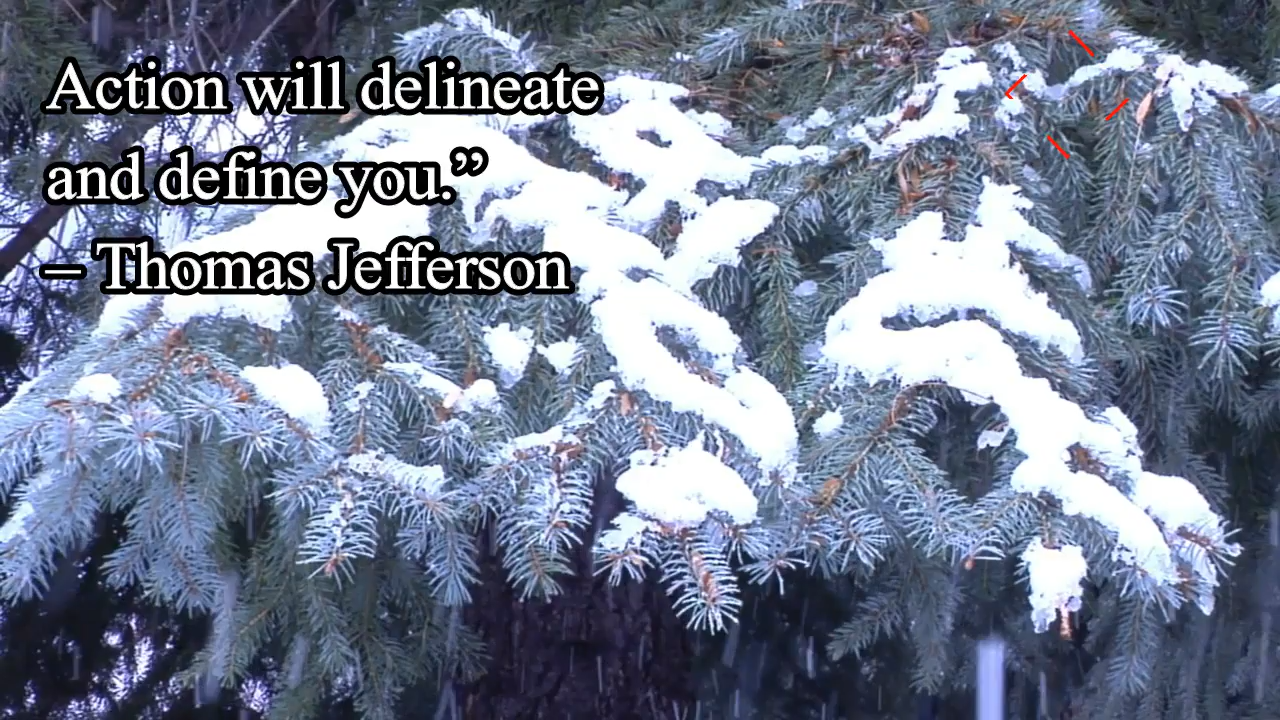 Action will delineate
and define you.”
– Thomas Jefferson